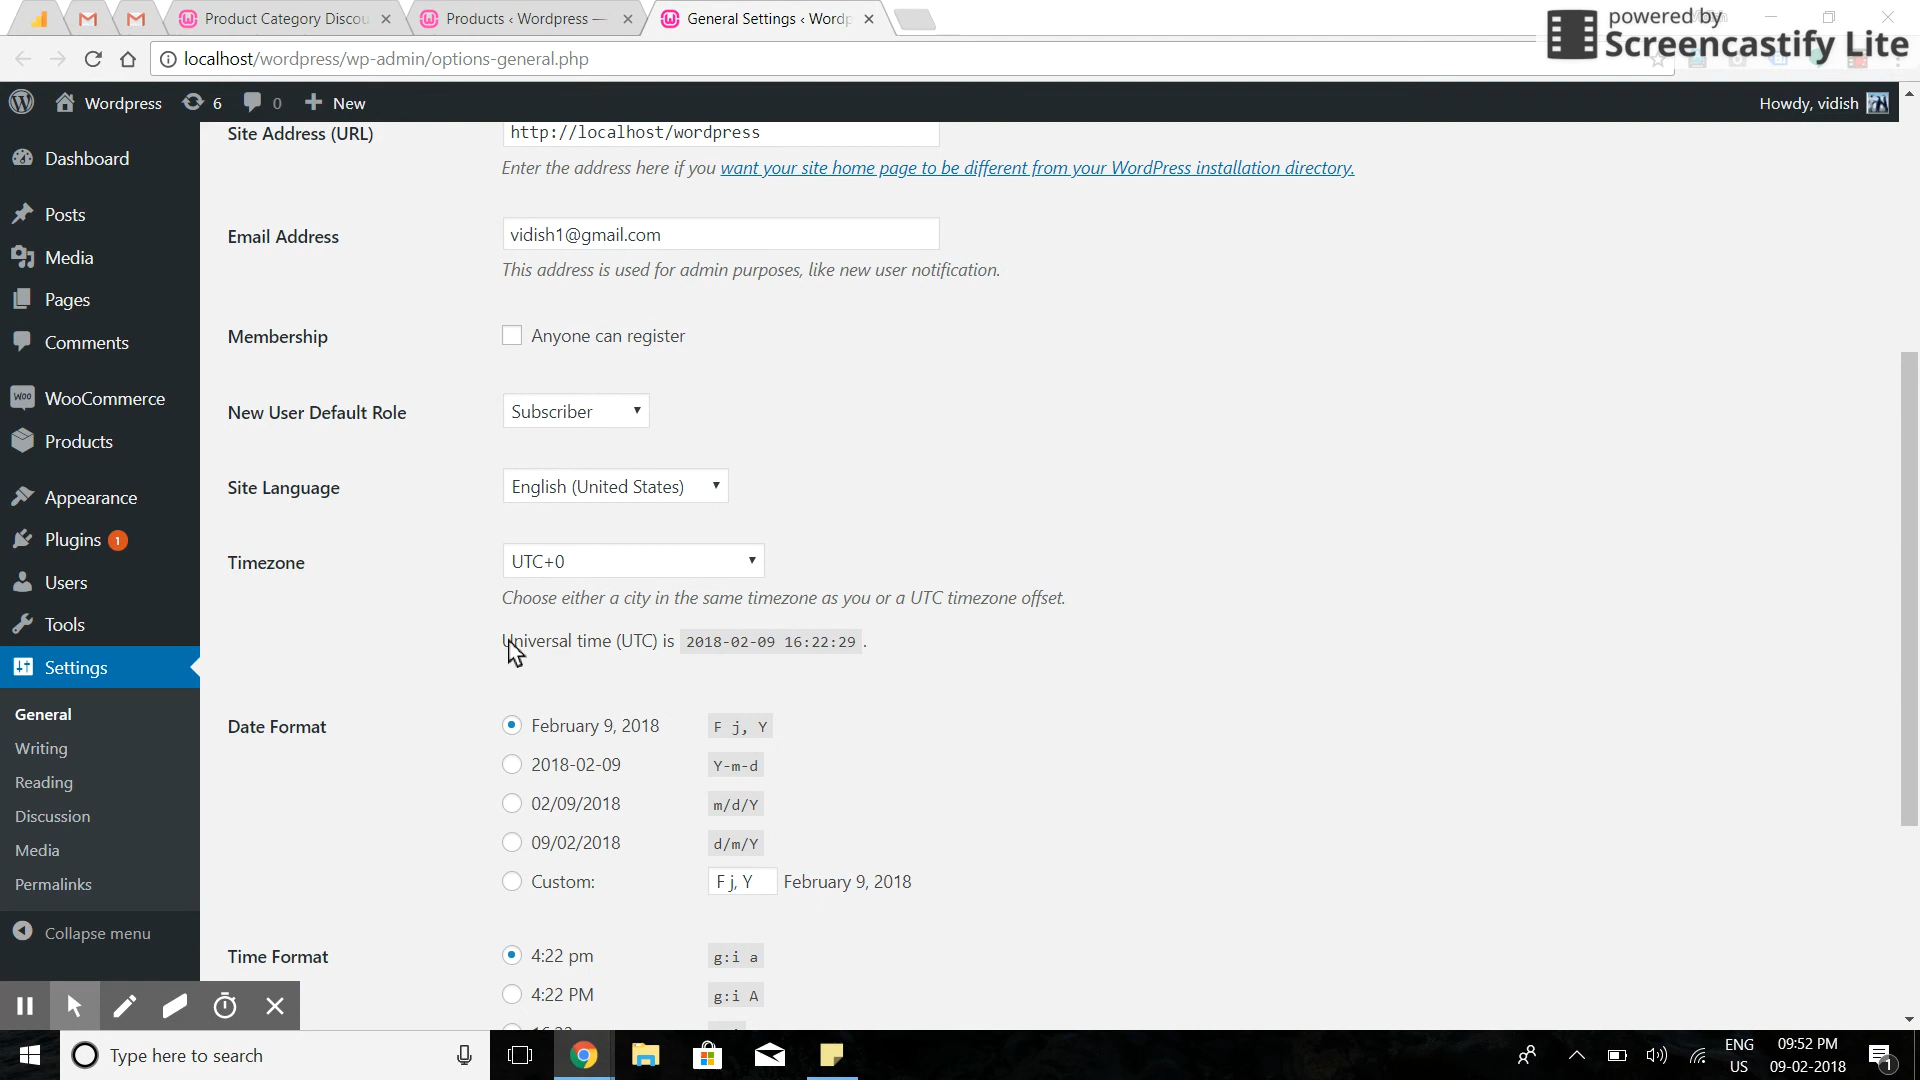 Product Category Discou
Products ‹ Wordpress —
General Settings ‹ Wordp
powered by
Screencastify Lite
localhost/wordpress/wp-admin/options-general.php
Wordpress
6
0
New
Howdy, vidish
Dashboard
Posts
Media
Pages
Comments
WooCommerce
Products
Appearance
Plugins 1
Users
Tools
Settings
General
Writing
Reading
Discussion
Media
Permalinks
Collapse menu
Site Address (URL)
http://localhost/wordpress
Enter the address here if you want your site home page to be different from your WordPress installation directory.
Email Address
vidish1@gmail.com
This address is used for admin purposes, like new user notification.
Membership
Anyone can register
New User Default Role
Subscriber
Site Language
English (United States)
Timezone
UTC+0
Choose either a city in the same timezone as you or a UTC timezone offset.
Universal time (UTC) is 2018-02-09 16:22:29 .
Date Format
February 9, 2018 F j, Y
2018-02-09 Y-m-d
02/09/2018 m/d/Y
09/02/2018 d/m/Y
Custom: F j, Y February 9, 2018
Time Format
4:22 pm g:i a
4:22 PM g:i A
Type here to search
ENG
US
09:52 PM
09-02-2018
1